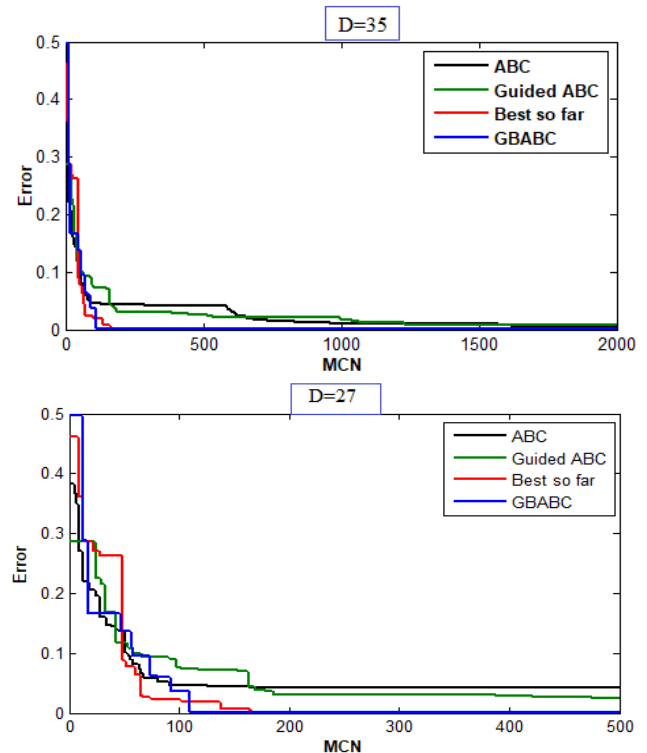 D=35
0.5
0.4
0.3
0.2
0.1
0
Error
ABC
Guided ABC
Best so far
GBABC
0
500
1000
1500
2000
MCN
D=27
0.5
0.4
0.3
0.2
0.1
0
Error
ABC
Guided ABC
Best so far
GBABC
0
100
200
300
400
500
MCN